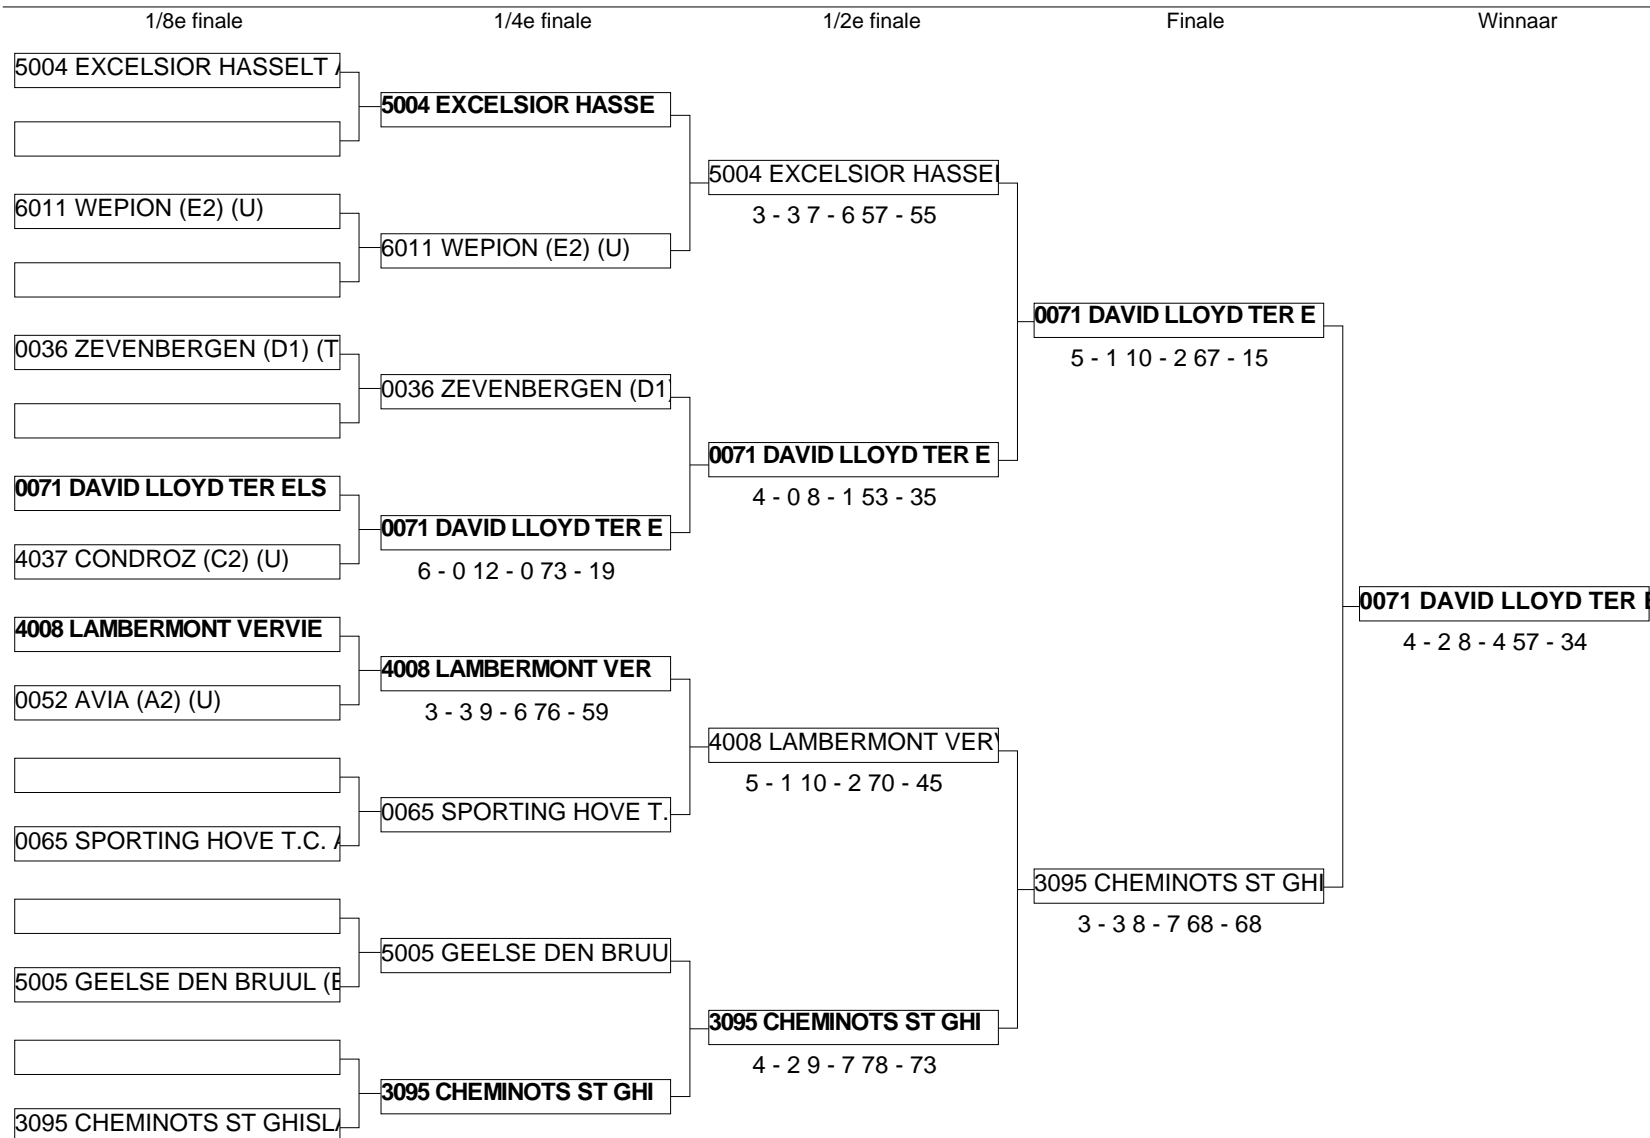 1/8e finale 1/4e finale 1/2e finale Finale Winnaar
5004 EXCELSIOR HASSELT
5004 EXCELSIOR HASSE
5004 EXCELSIOR HASSEL
3 - 3 7 - 6 57 - 55
6011 WEPION (E2) (U)
6011 WEPION (E2) (U)
0071 DAVID LLOYD TER E
5 - 1 10 - 2 67 - 15
0036 ZEVENBERGEN (D1) (T
0036 ZEVENBERGEN (D1)
0071 DAVID LLOYD TER E
4 - 0 8 - 1 53 - 35
0071 DAVID LLOYD TER ELS
0071 DAVID LLOYD TER E
4037 CONDROZ (C2) (U)
6 - 0 12 - 0 73 - 19
0071 DAVID LLOYD TER E
4 - 2 8 - 4 57 - 34
4008 LAMBERMONT VERVIE
4008 LAMBERMONT VER
0052 AVIA (A2) (U)
3 - 3 9 - 6 76 - 59
4008 LAMBERMONT VERV
5 - 1 10 - 2 70 - 45
0065 SPORTING HOVE T.
0065 SPORTING HOVE T.C. A
3095 CHEMINOTS ST GHI
3 - 3 8 - 7 68 - 68
5005 GEELSE DEN BRUU
5005 GEELSE DEN BRUUL (E
3095 CHEMINOTS ST GHI
4 - 2 9 - 7 78 - 73
3095 CHEMINOTS ST GHI
3095 CHEMINOTS ST GHISLA